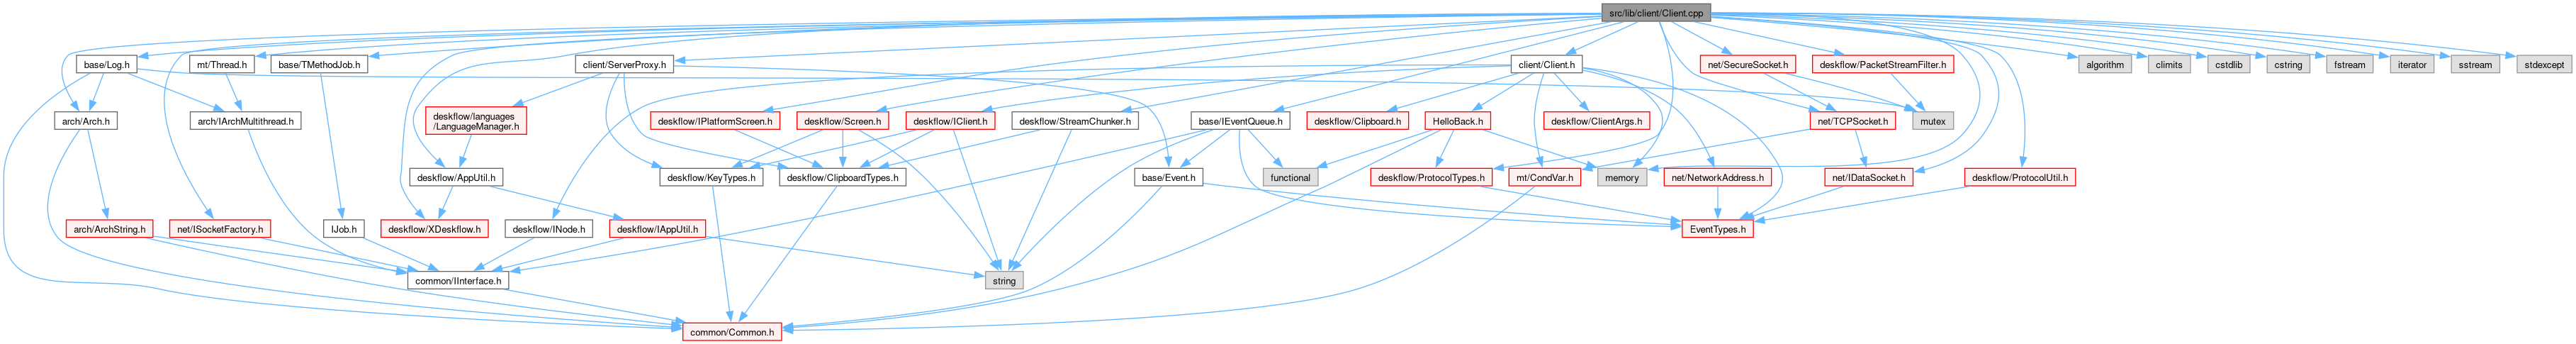 src/lib/client/Client.cpp
base/Log.h
mt/Thread.h
base/TMethodJob.h
client/ServerProxy.h
client/Client.h
net/SecureSocket.h
deskflow/PacketStreamFilter.h
algorithm
climits
cstdlib
cstring
fstream
iterator
sstream
stdexcept
arch/Arch.h
arch/IArchMultithread.h
deskflow/languages
/LanguageManager.h
deskflow/IPlatformScreen.h
deskflow/Screen.h
deskflow/IClient.h
deskflow/StreamChunker.h
base/IEventQueue.h
deskflow/Clipboard.h
HelloBack.h
deskflow/ClientArgs.h
net/TCPSocket.h
mutex
deskflow/AppUtil.h
deskflow/KeyTypes.h
deskflow/ClipboardTypes.h
base/Event.h
functional
deskflow/ProtocolTypes.h
mt/CondVar.h
memory
net/NetworkAddress.h
net/IDataSocket.h
deskflow/ProtocolUtil.h
arch/ArchString.h
net/ISocketFactory.h
IJob.h
deskflow/XDeskflow.h
deskflow/INode.h
deskflow/IAppUtil.h
EventTypes.h
common/IInterface.h
string
common/Common.h